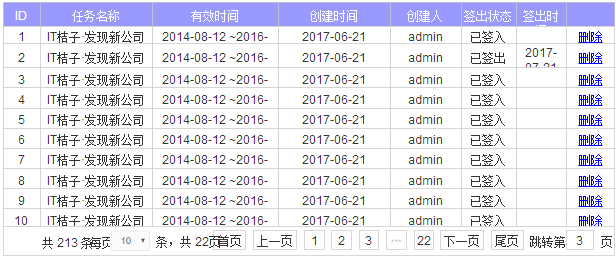 ID 任务名称 有效时间 创建时间 创建人 签出状态 签出时
1 IT桔子·发现新公司 2014-08-12 ~2016- 2017-06-21 admin 已签入 删除
2 IT桔子·发现新公司 2014-08-12 ~2016- 2017-06-21 admin 已签出 2017-07-21 删除
3 IT桔子·发现新公司 2014-08-12 ~2016- 2017-06-21 admin 已签入 删除
4 IT桔子·发现新公司 2014-08-12 ~2016- 2017-06-21 admin 已签入 删除
5 IT桔子·发现新公司 2014-08-12 ~2016- 2017-06-21 admin 已签入 删除
6 IT桔子·发现新公司 2014-08-12 ~2016- 2017-06-21 admin 已签入 删除
7 IT桔子·发现新公司 2014-08-12 ~2016- 2017-06-21 admin 已签入 删除
8 IT桔子·发现新公司 2014-08-12 ~2016- 2017-06-21 admin 已签入 删除
9 IT桔子·发现新公司 2014-08-12 ~2016- 2017-06-21 admin 已签入 删除
10 IT桔子·发现新公司 2014-08-12 ~2016- 2017-06-21 admin 已签入 删除
共 213 条每页 10 条，共 22页 首页 上一页 1 2 3 ··· 22 下一页 尾页 跳转第 3 页